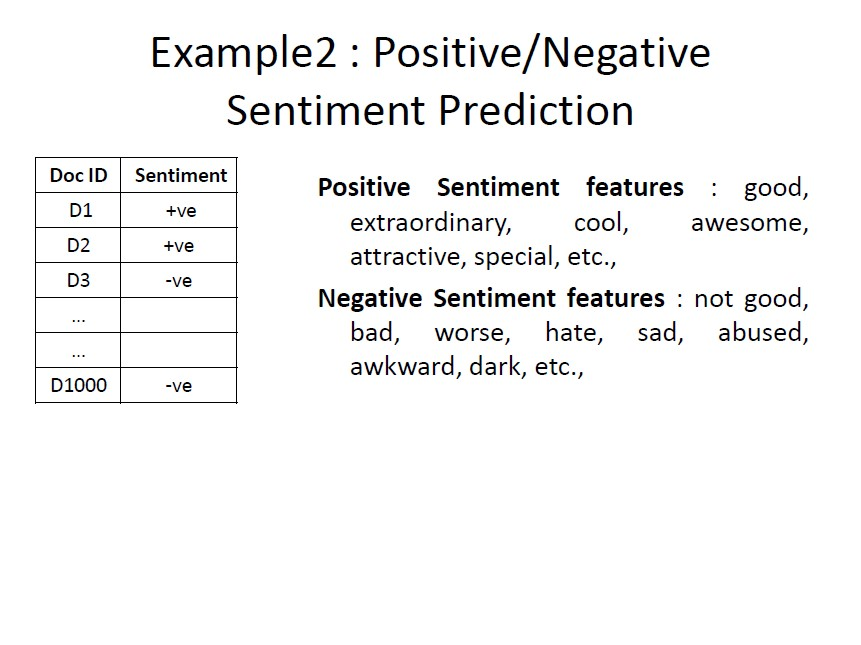 Example2 : Positive/Negative
Sentiment Prediction
Doc ID Sentiment
D1 +ve
D2 +ve
D3 -ve
...
...
D1000 -ve
Positive Sentiment features : good,
extraordinary, cool, awesome,
attractive, special, etc.,
Negative Sentiment features : not good,
bad, worse, hate, sad, abused,
awkward, dark, etc.,